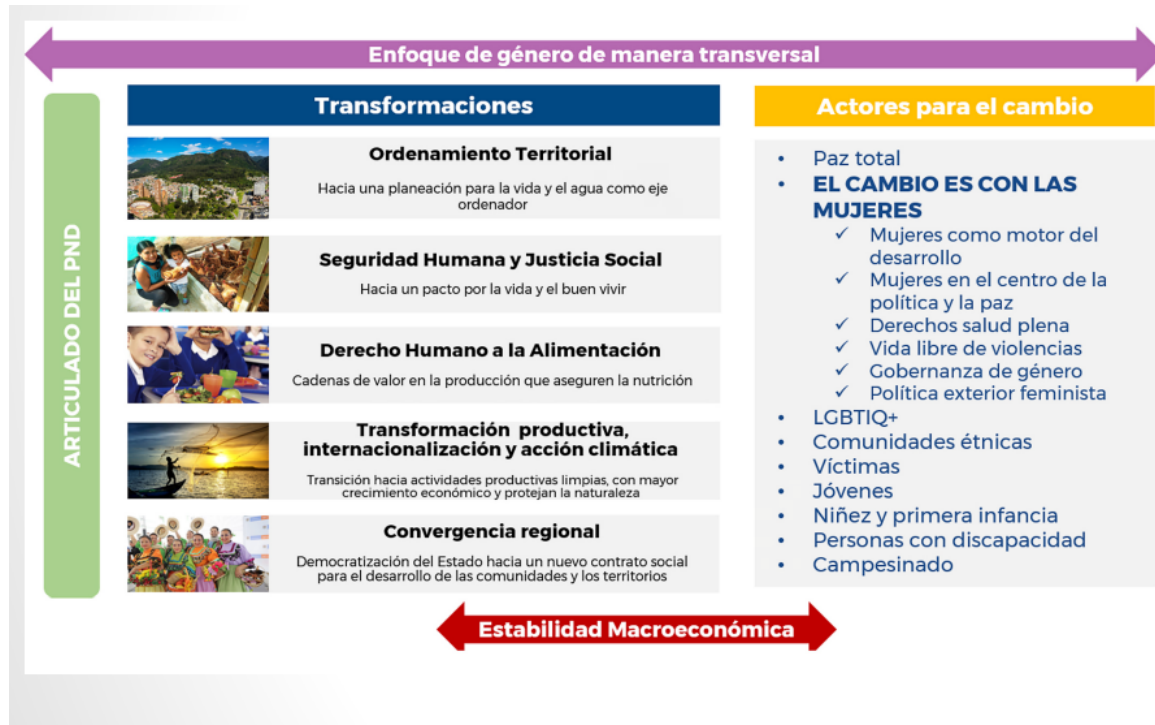 Enfoque de género de manera transversal
ARTICULADO DEL PND
Transformaciones
Ordenamiento Territorial
Hacia una planeación para la vida y el agua como eje
ordenador
Seguridad Humana y Justicia Social
Hacia un pacto por la vida y el buen vivir
Derecho Humano a la Alimentación
Cadenas de valor en la producción que aseguren la nutrición
Transformación productiva,
internacionalización y acción climática
Transición hacia actividades productivas limpias, con mayor
crecimiento económico y protejan la naturaleza
Convergencia regional
Democratización del Estado hacia un nuevo contrato social
para el desarrollo de las comunidades y los territorios
Actores para el cambio
• Paz total
• EL CAMBIO ES CON LAS
MUJERES
✓ Mujeres como motor del
desarrollo
✓ Mujeres en el centro de la
política y la paz
✓ Derechos salud plena
✓ Vida libre de violencias
✓ Gobernanza de género
✓ Política exterior feminista
• LGBTIQ+
• Comunidades étnicas
• Víctimas
• Jóvenes
• Niñez y primera infancia
• Personas con discapacidad
• Campesinado
Estabilidad Macroeconómica